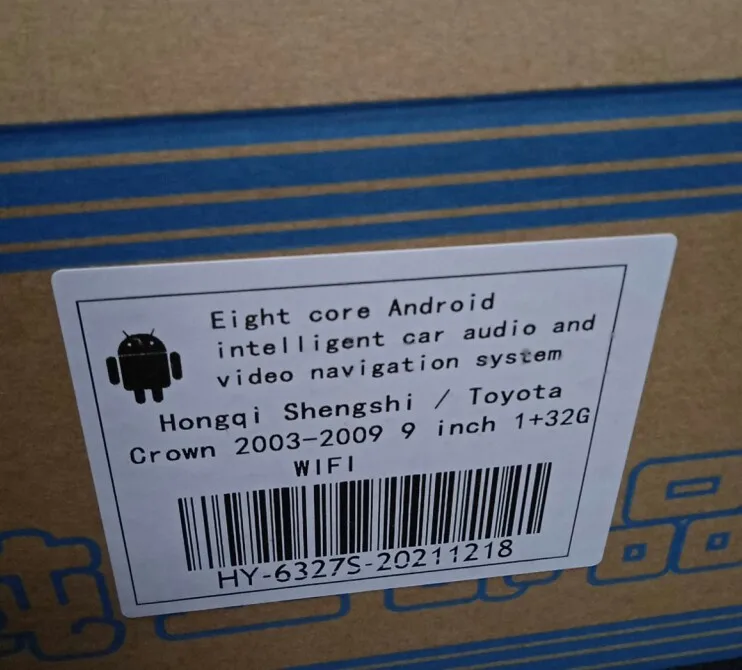 Eight core Android
intelligent car audio and
video navigation system
Hongqi Shengshi / Toyota
Crown 2003-2009 9 inch 1+32G
WIFI
HY-6327S-20211218
品